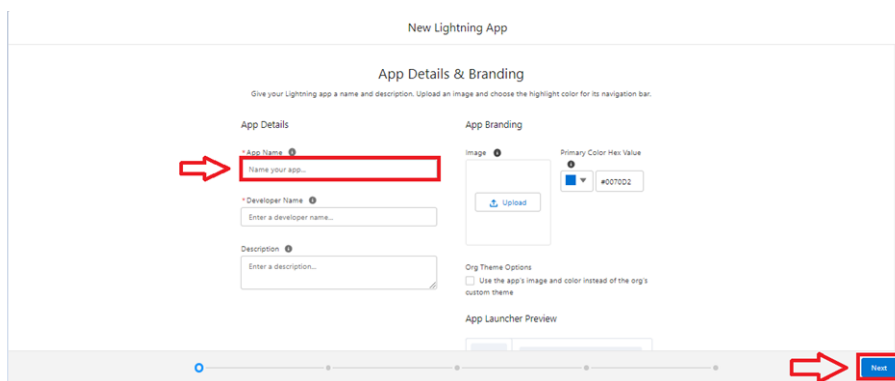 New Lightning App
App Details & Branding
Give your Lightning app a name and description. Upload an image and choose the highlight color for its navigation bar.
App Details
*App Name
Name your app...
*Developer Name
Enter a developer name...
Description
Enter a description...
App Branding
Image
Upload
Primary Color Hex Value
#0070D2
Org Theme Options
Use the app's image and color instead of the org's
custom theme
App Launcher Preview
Next